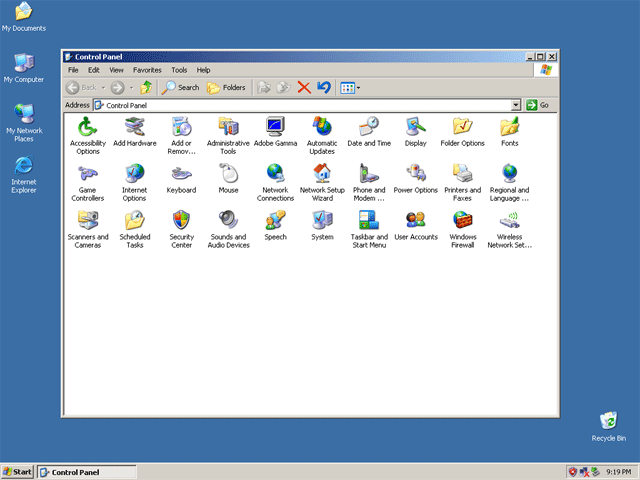 My Documents
My Computer
My Network
Places
Internet
Explorer
Control Panel
File Edit View Favorites Tools Help
Back Search Folders
Address Control Panel Go
Accessibility
Options
Add Hardware
Add or
Remov...
Administrative
Tools
Adobe Gamma
Automatic
Updates
Date and Time
Display
Folder Options
Fonts
Game
Controllers
Internet
Options
Keyboard
Mouse
Network
Connections
Network Setup
Wizard
Phone and
Modem ...
Power Options
Printers and
Faxes
Regional and
Language ...
Scanners and
Cameras
Scheduled
Tasks
Security
Center
Sounds and
Audio Devices
Speech
System
Taskbar and
Start Menu
User Accounts
Windows
Firewall
Wireless
Network Set...
Recycle Bin
Start Control Panel 9:19 PM